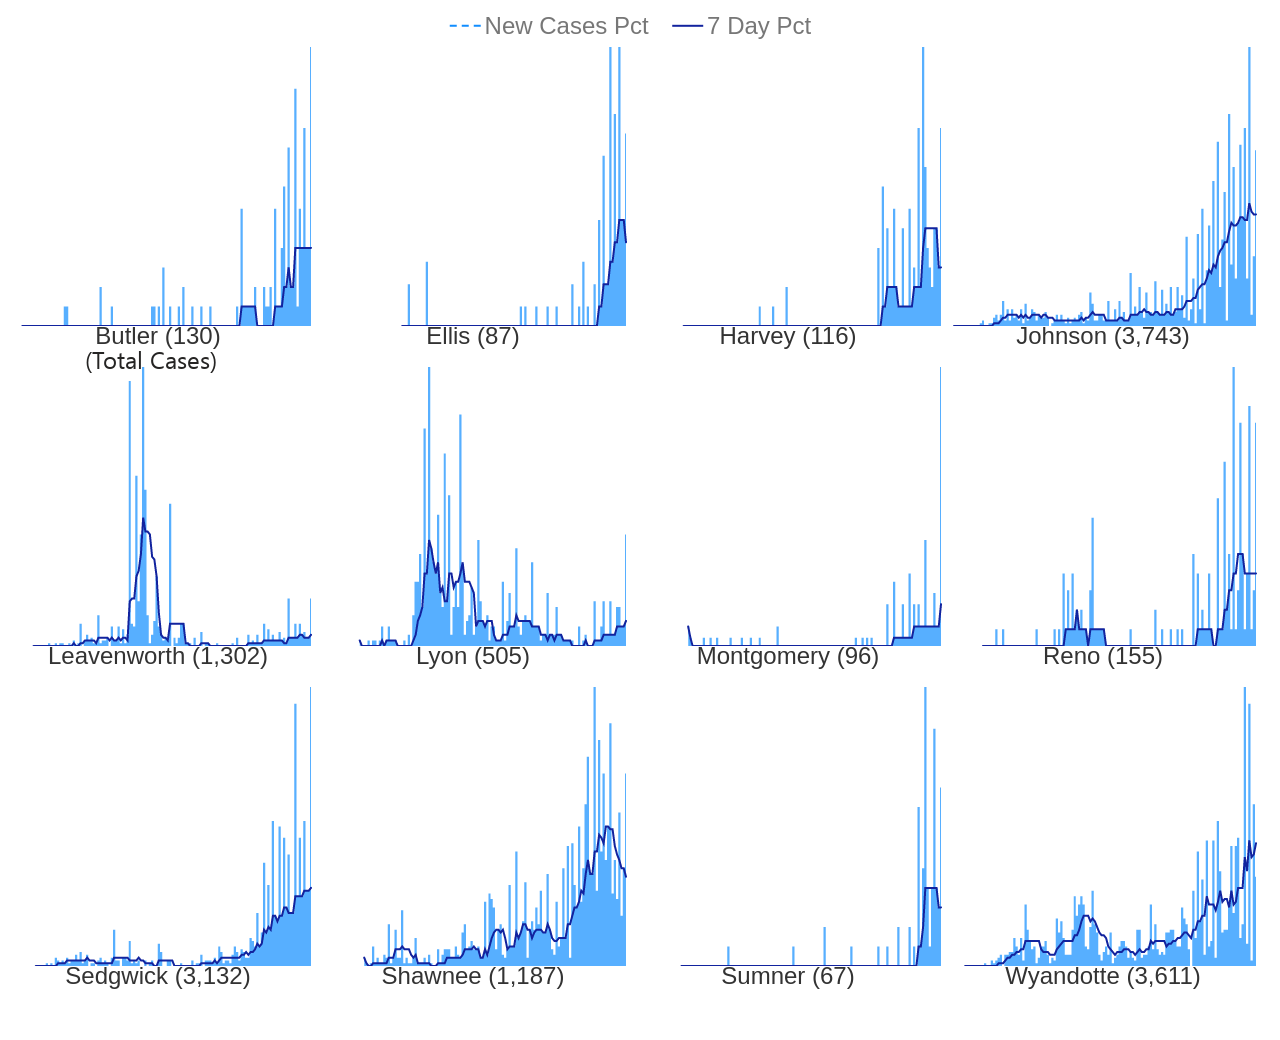 New Cases Pct 7 Day Pct
Butler (130) Ellis (87) Harvey (116) Johnson (3,743)
(Total Cases)
Leavenworth (1,302) Lyon (505) Montgomery (96) Reno (155)
Sedgwick (3,132) Shawnee (1,187) Sumner (67) Wyandotte (3,611)